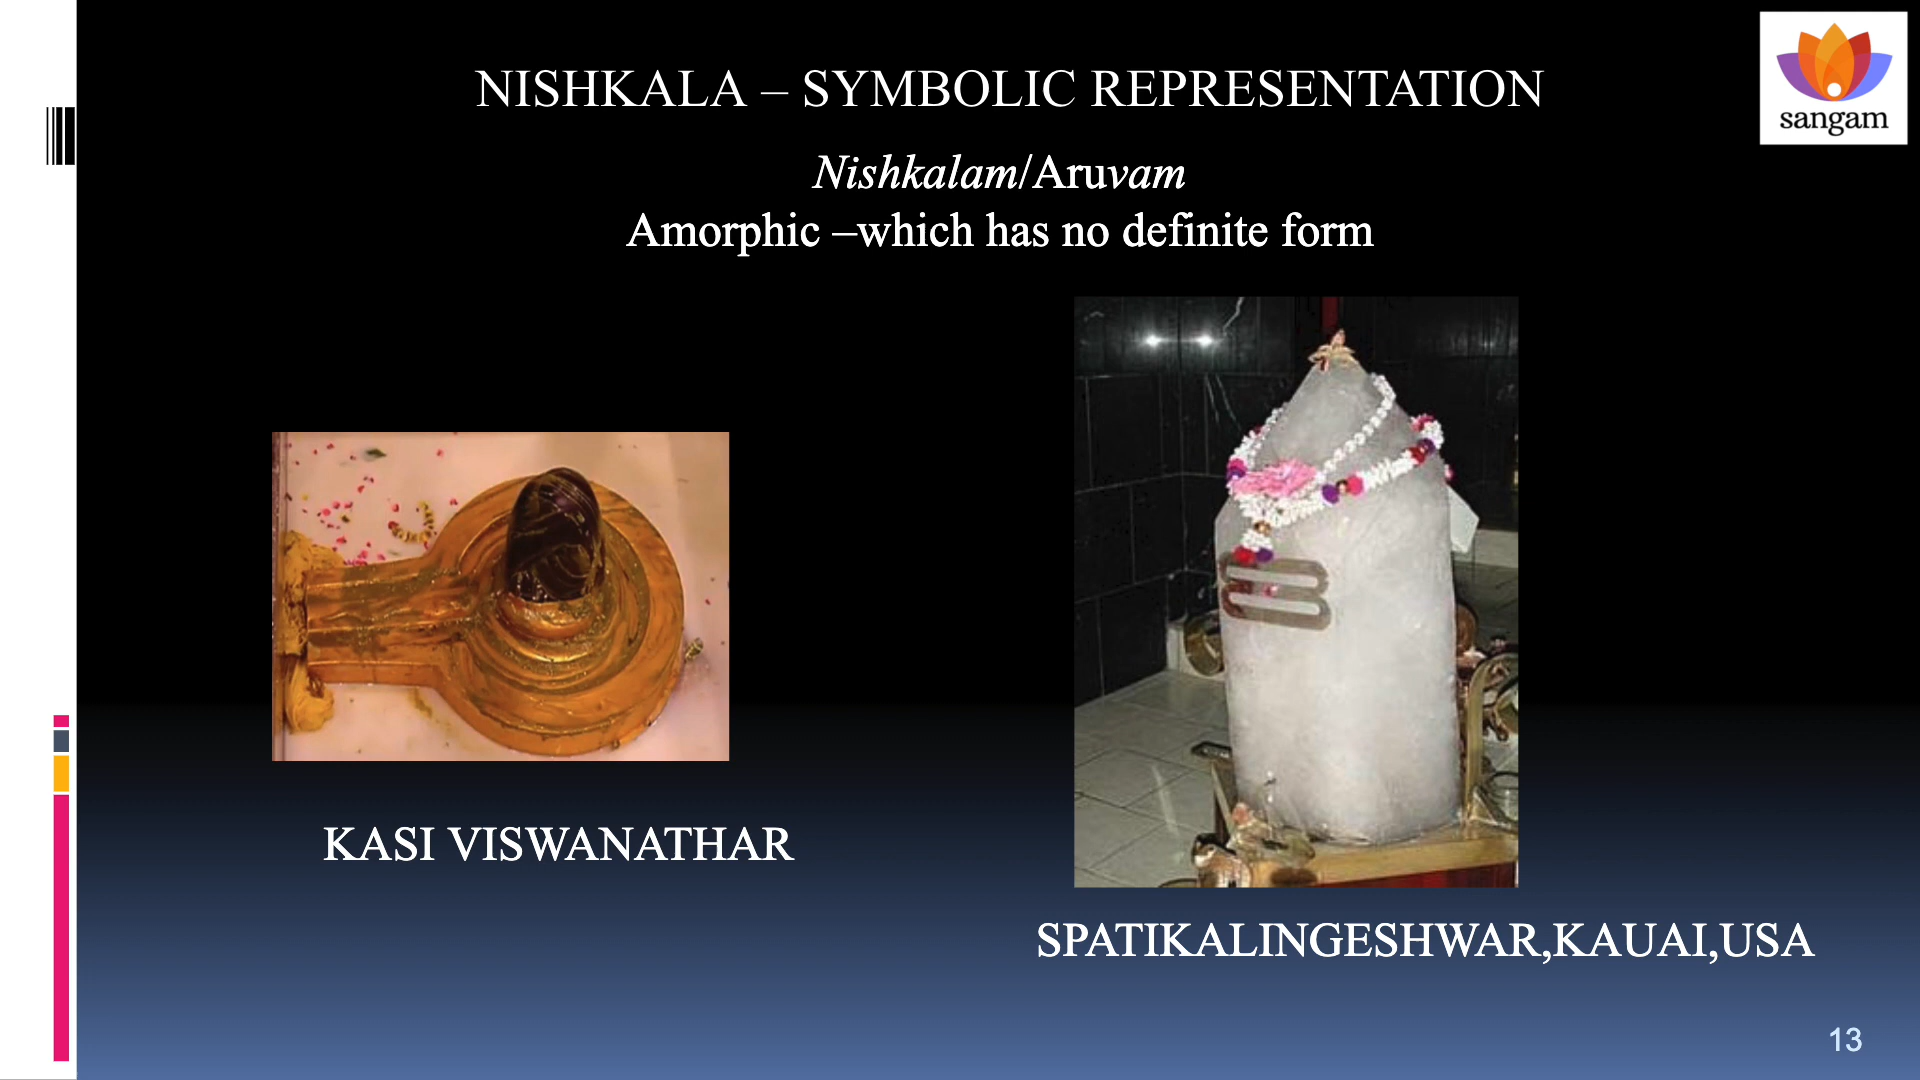 NISHKALA – SYMBOLIC REPRESENTATION
sangam
Nishkalam/Aruvam
Amorphic –which has no definite form
KASI VISWANATHAR
SPATIKALINGESHWAR,KAUAI,USA
13